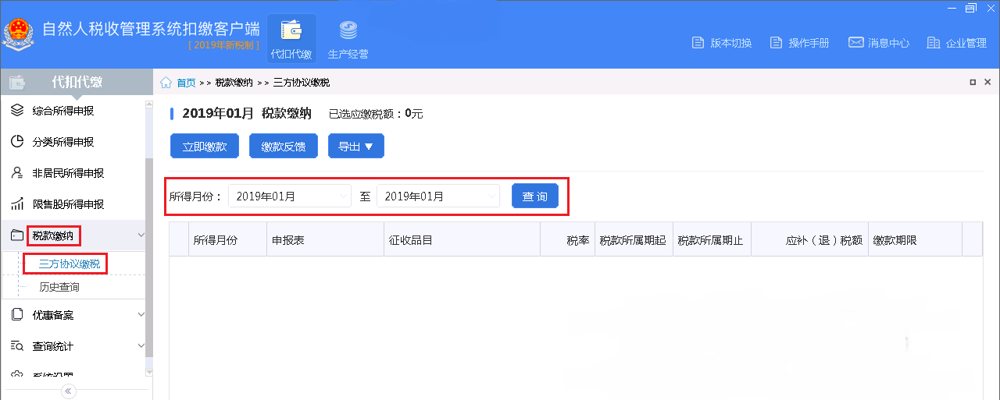 自然人税收管理系统扣缴客户端
[ 2019年新税制 ]
代扣代缴
生产经营
版本切换
操作手册
消息中心
企业管理
代扣代缴
综合所得申报
分类所得申报
非居民所得申报
限售股所得申报
税款缴纳
三方协议缴税
历史查询
优惠备案
查询统计
系统设置
首页 >> 税款缴纳 >> 三方协议缴税
2019年01月 税款缴纳 已选应缴税额：0元
立即缴款 缴款反馈 导出 ▼
所得月份： 2019年01月 至 2019年01月 查 询
所得月份 申报表 征收品目 税率 税款所属期起 税款所属期止 应补（退）税额 缴款期限